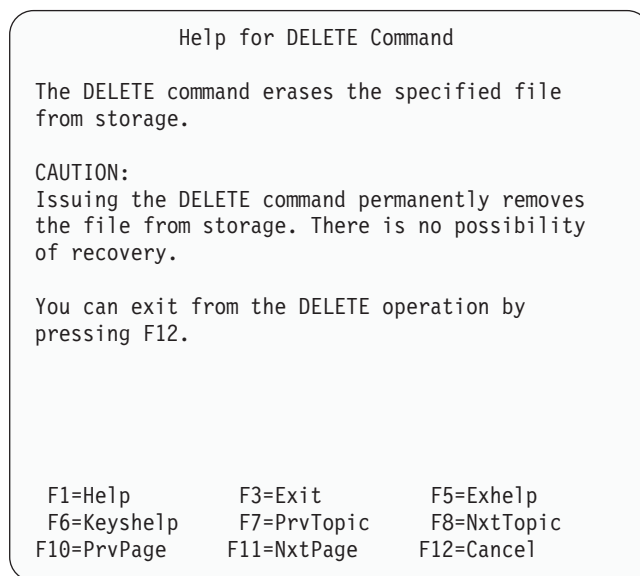 Help for DELETE Command
The DELETE command erases the specified file
from storage.
CAUTION:
Issuing the DELETE command permanently removes
the file from storage. There is no possibility
of recovery.
You can exit from the DELETE operation by
pressing F12.
F1=Help F3=Exit F5=Exhelp
F6=Keyshelp F7=PrvTopic F8=NxtTopic
F10=PrvPage F11=NxtPage F12=Cancel